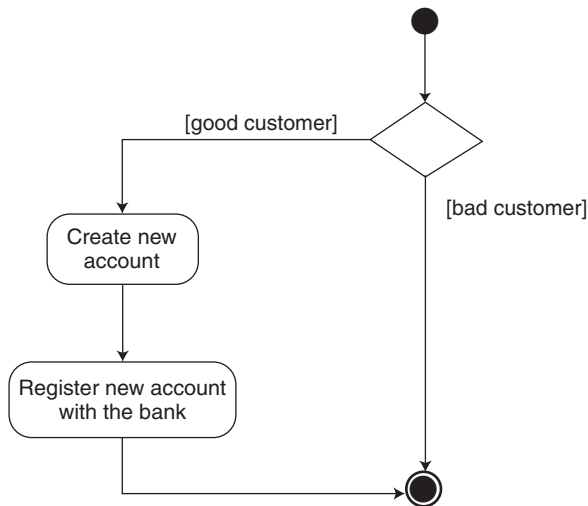 [good customer]
[bad customer]
Create new
account
Register new account
with the bank